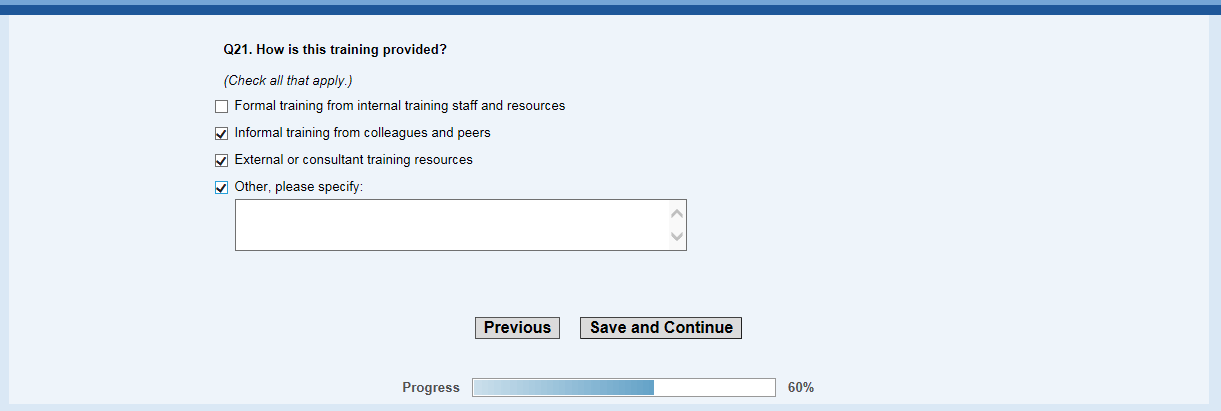 Q21. How is this training provided?
(Check all that apply.)
Formal training from internal training staff and resources
Informal training from colleagues and peers
External or consultant training resources
Other, please specify:
Previous Save and Continue
Progress 60%